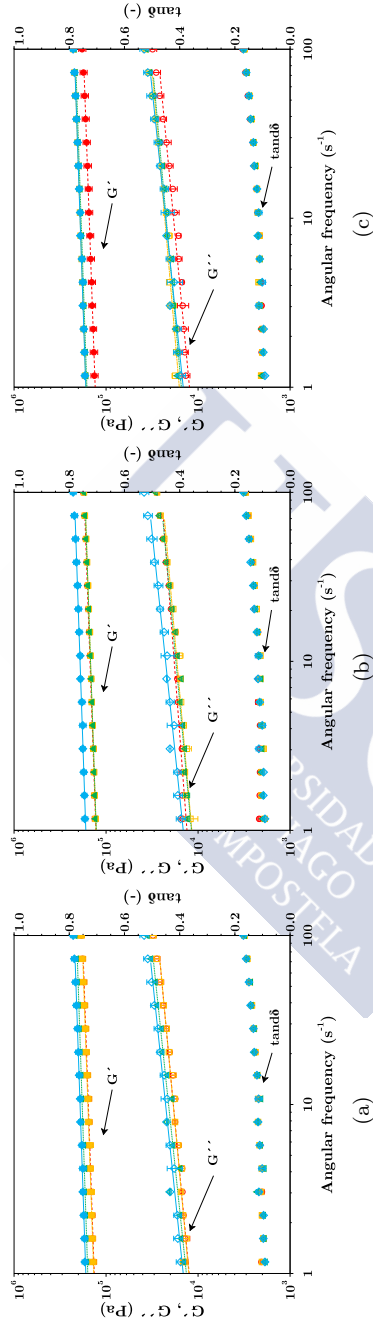 10⁶
10⁵
10⁴
10³
G´, G´´ (Pa)
1.0
0.8
0.6
0.4
0.2
0.0
tanδ
(-)
G´
G´´
tanδ
1
10
100
Angular frequency (s⁻¹)
(a)
10⁶
10⁵
10⁴
10³
G´, G´´ (Pa)
1.0
0.8
0.6
0.4
0.2
0.0
tanδ
(-)
G´
G´´
tanδ
1
10
100
Angular frequency (s⁻¹)
(b)
10⁶
10⁵
10⁴
10³
G´, G´´ (Pa)
1.0
0.8
0.6
0.4
0.2
0.0
tanδ
(-)
G´
G´´
tanδ
1
10
100
Angular frequency (s⁻¹)
(c)
RSIDAD
AGO
MPOSTELA